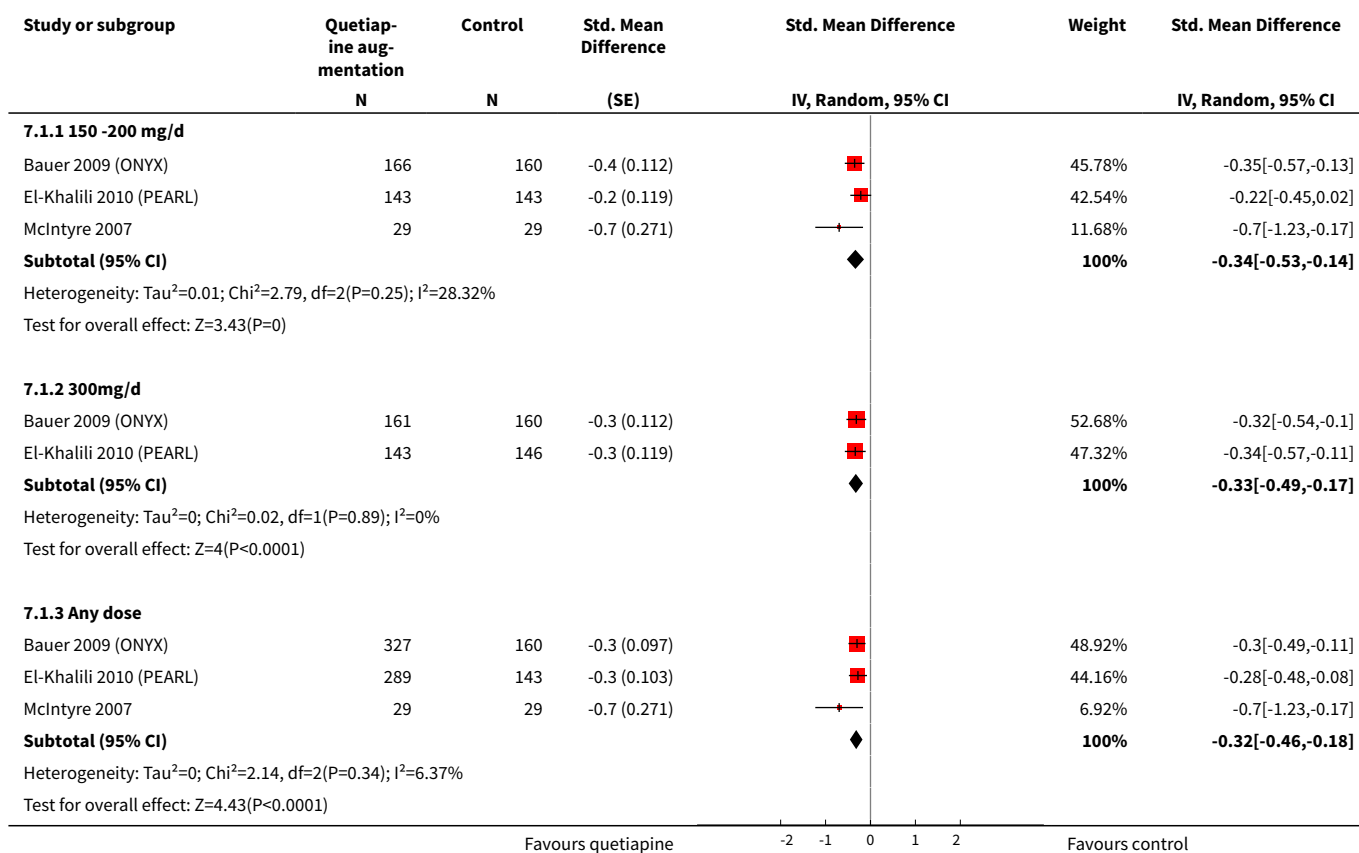 Study or subgroup Quetiap- Control Std. Mean Std. Mean Difference Weight Std. Mean Difference
ine aug- Difference
mentation
N N (SE) IV, Random, 95% CI IV, Random, 95% CI
7.1.1 150 -200 mg/d
Bauer 2009 (ONYX) 166 160 -0.4 (0.112) 45.78% -0.35[-0.57,-0.13]
El-Khalili 2010 (PEARL) 143 143 -0.2 (0.119) 42.54% -0.22[-0.45,0.02]
McIntyre 2007 29 29 -0.7 (0.271) 11.68% -0.7[-1.23,-0.17]
Subtotal (95% CI) 100% -0.34[-0.53,-0.14]
Heterogeneity: Tau²=0.01; Chi²=2.79, df=2(P=0.25); I²=28.32%
Test for overall effect: Z=3.43(P=0)
7.1.2 300mg/d
Bauer 2009 (ONYX) 161 160 -0.3 (0.112) 52.68% -0.32[-0.54,-0.1]
El-Khalili 2010 (PEARL) 143 146 -0.3 (0.119) 47.32% -0.34[-0.57,-0.11]
Subtotal (95% CI) 100% -0.33[-0.49,-0.17]
Heterogeneity: Tau²=0; Chi²=0.02, df=1(P=0.89); I²=0%
Test for overall effect: Z=4(P<0.0001)
7.1.3 Any dose
Bauer 2009 (ONYX) 327 160 -0.3 (0.097) 48.92% -0.3[-0.49,-0.11]
El-Khalili 2010 (PEARL) 289 143 -0.3 (0.103) 44.16% -0.28[-0.48,-0.08]
McIntyre 2007 29 29 -0.7 (0.271) 6.92% -0.7[-1.23,-0.17]
Subtotal (95% CI) 100% -0.32[-0.46,-0.18]
Heterogeneity: Tau²=0; Chi²=2.14, df=2(P=0.34); I²=6.37%
Test for overall effect: Z=4.43(P<0.0001)
Favours quetiapine -2 -1 0 1 2 Favours control